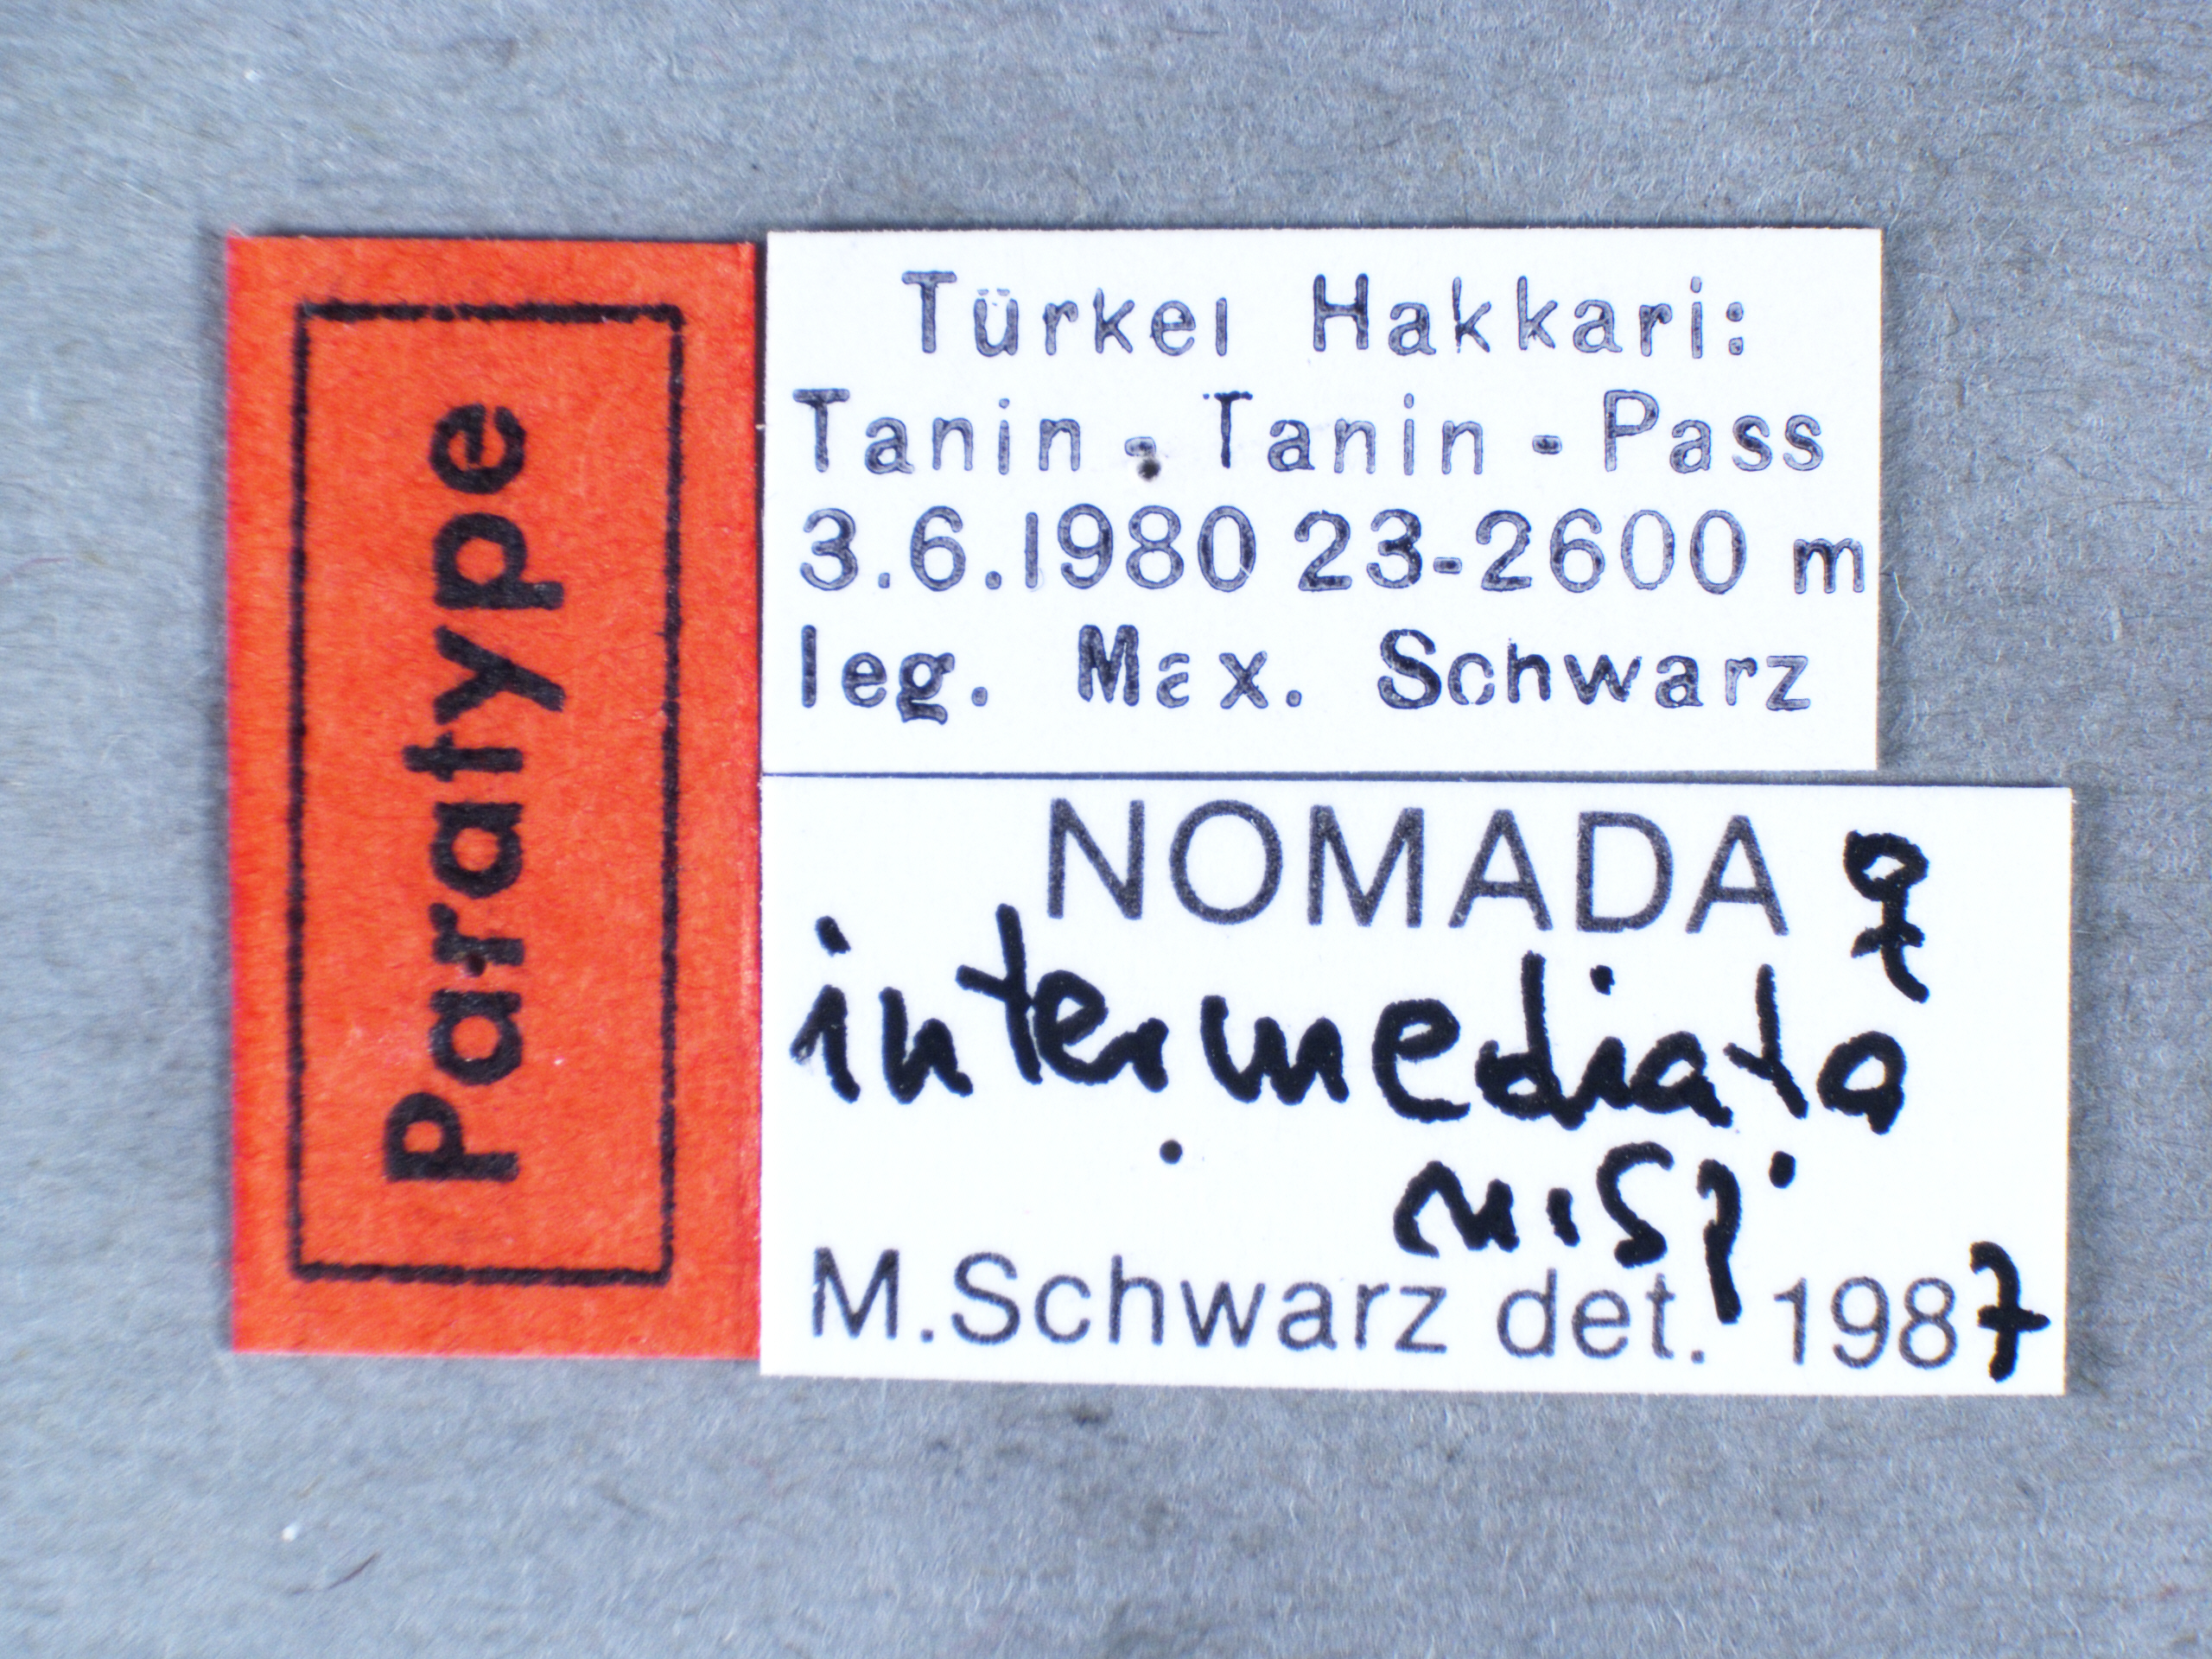 Paratype
Türkei Hakkari:
Tanin - Tanin - Pass
3.6.1980 23-2600 m
leg. Max. Schwarz
NOMADA ♀
intermediata
n.sp.
M.Schwarz det. 1987